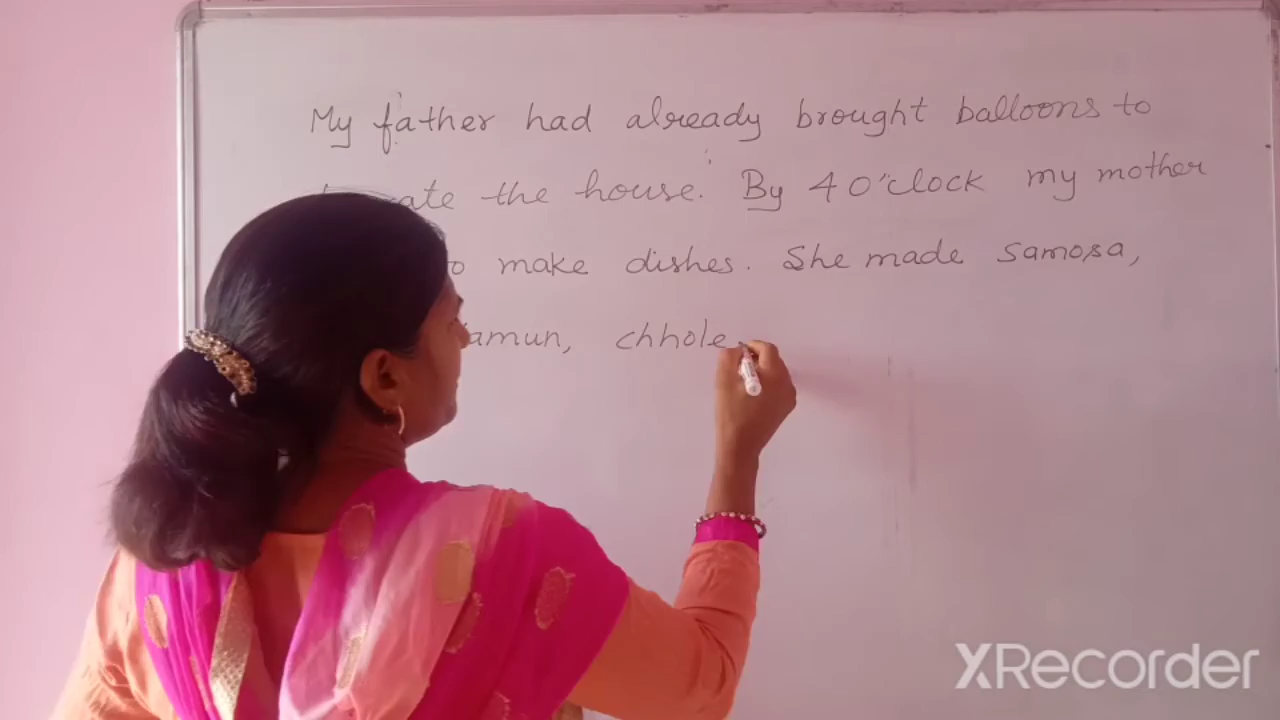 My father had already brought balloons to
the house. By 4 O'clock my mother
make dishes. She made samosa,
chhole
XRecorder